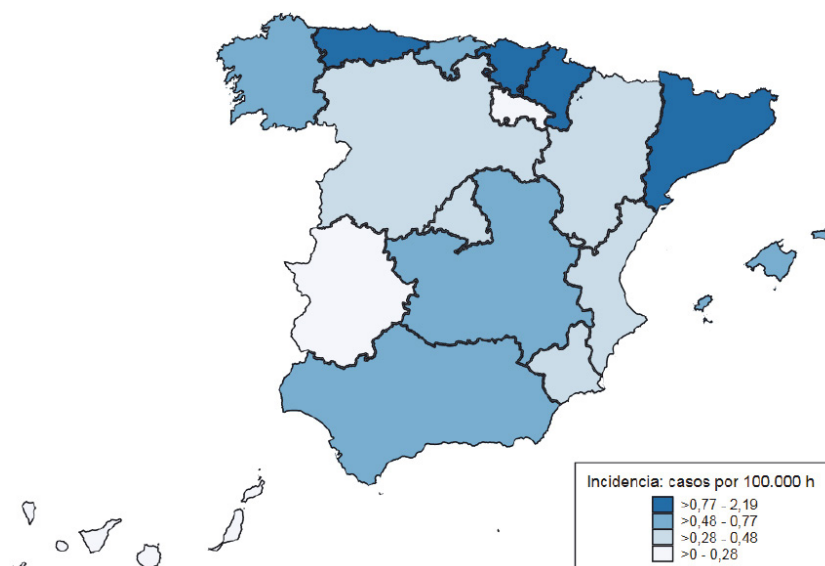 Incidencia: casos por 100.000 h
>0,77 - 2,19
>0,48 - 0,77
>0,28 - 0,48
>0 - 0,28